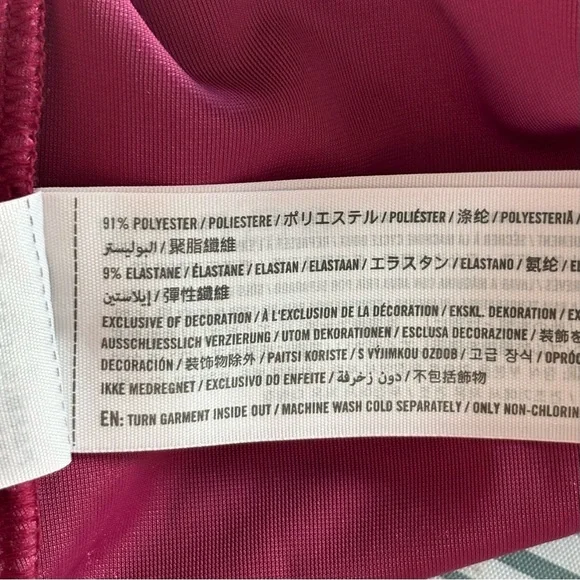 91% POLYESTER / POLIESTERE / ポリエステル / POLIÉSTER / 涤纶 / POLYESTERIÄ /
البوليستر / 聚脂纖維
9% ELASTANE / ÉLASTANE / ELASTAN / ELASTAAN / エラスタン / ELASTANO / 氨纶 /
إيلاستين / 彈性纖維
EXCLUSIVE OF DECORATION / À L'EXCLUSION DE LA DÉCORATION / EKSKL. DEKORATION /
AUSSCHLIESSLICH VERZIERUNG / UTOM DEKORATIONEN / ESCLUSA DECORAZIONE / 装飾を
DECORACIÓN / 装饰物除外 / PAITSI KORISTE / S VÝJIMKOU OZDOB / 고급 장식 /
IKKE MEDREGNET / EXCLUSIVO DO ENFEITE / دون زخرفة / 不包括飾物
EN: TURN GARMENT INSIDE OUT / MACHINE WASH COLD SEPARATELY / ONLY